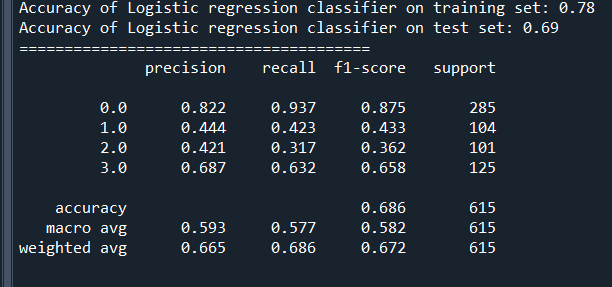 Accuracy of Logistic regression classifier on training set: 0.78
Accuracy of Logistic regression classifier on test set: 0.69
=====================================
precision recall f1-score support
0.0 0.822 0.937 0.875 285
1.0 0.444 0.423 0.433 104
2.0 0.421 0.317 0.362 101
3.0 0.687 0.632 0.658 125
accuracy 0.686 615
macro avg 0.593 0.577 0.582 615
weighted avg 0.665 0.686 0.672 615